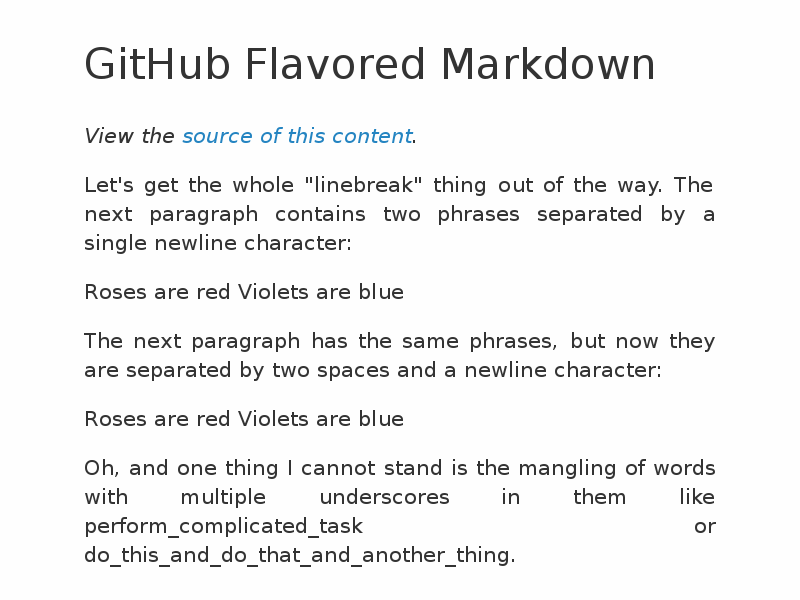 GitHub Flavored Markdown
View the source of this content.
Let's get the whole "linebreak" thing out of the way. The
next paragraph contains two phrases separated by a
single newline character:
Roses are red Violets are blue
The next paragraph has the same phrases, but now they
are separated by two spaces and a newline character:
Roses are red Violets are blue
Oh, and one thing I cannot stand is the mangling of words
with multiple underscores in them like
perform_complicated_task or
do_this_and_do_that_and_another_thing.